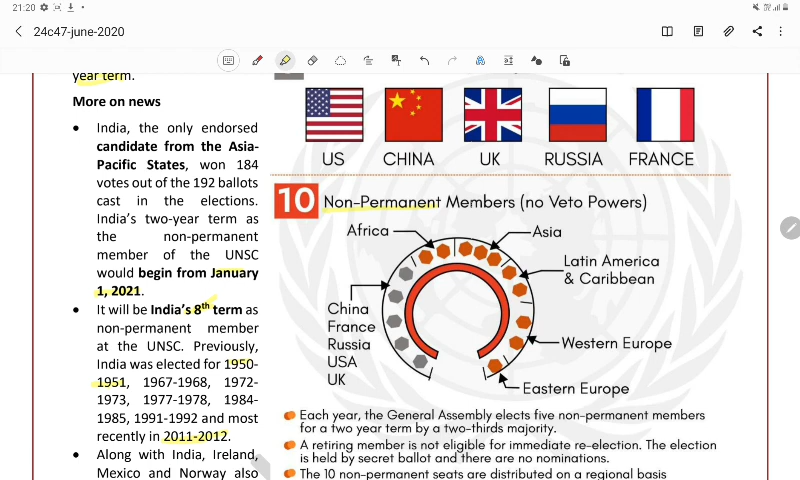 21:20
24c47-june-2020
year term.
More on news
• India, the only endorsed
candidate from the Asia-
Pacific States, won 184
votes out of the 192 ballots
cast in the elections.
India's two-year term as
the non-permanent
member of the UNSC
would begin from January
1, 2021.
• It will be India's 8th term as
non-permanent member
at the UNSC. Previously,
India was elected for 1950-
1951, 1967-1968, 1972-
1973, 1977-1978, 1984-
1985, 1991-1992 and most
recently in 2011-2012.
• Along with India, Ireland,
Mexico and Norway also
US CHINA UK RUSSIA FRANCE
10 Non-Permanent Members (no Veto Powers)
Africa
Asia
Latin America
& Caribbean
China
France
Russia
USA
UK
Western Europe
Eastern Europe
Each year, the General Assembly elects five non-permanent members
for a two year term by a two-thirds majority.
A retiring member is not eligible for immediate re-election. The election
is held by secret ballot and there are no nominations.
The 10 non-permanent seats are distributed on a regional basis